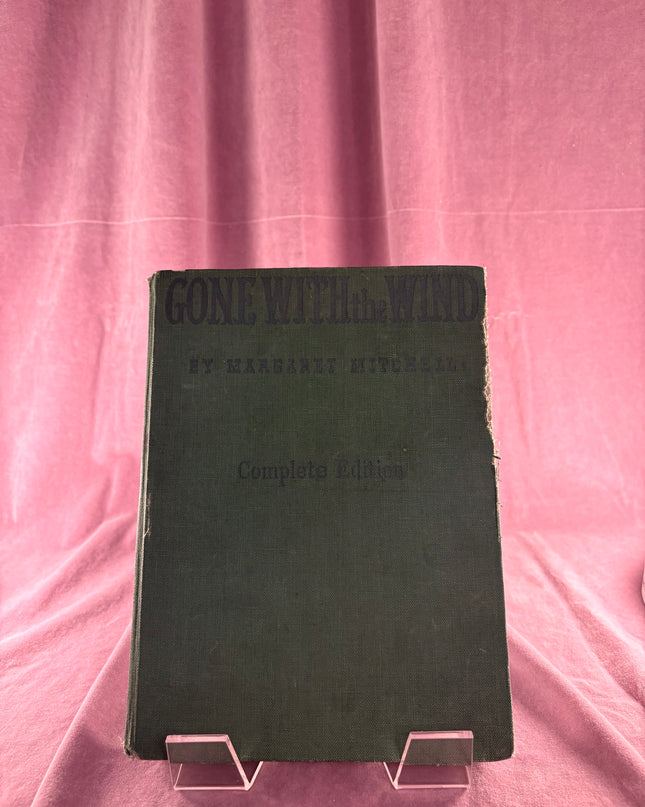 GONE WITH the WIND
BY MARGARET MITCHELL
Complete Edition